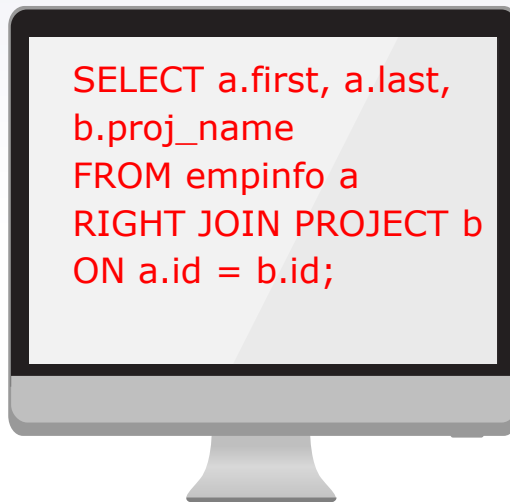 SELECT a.first, a.last,
b.proj_name
FROM empinfo a
RIGHT JOIN PROJECT b
ON a.id = b.id;